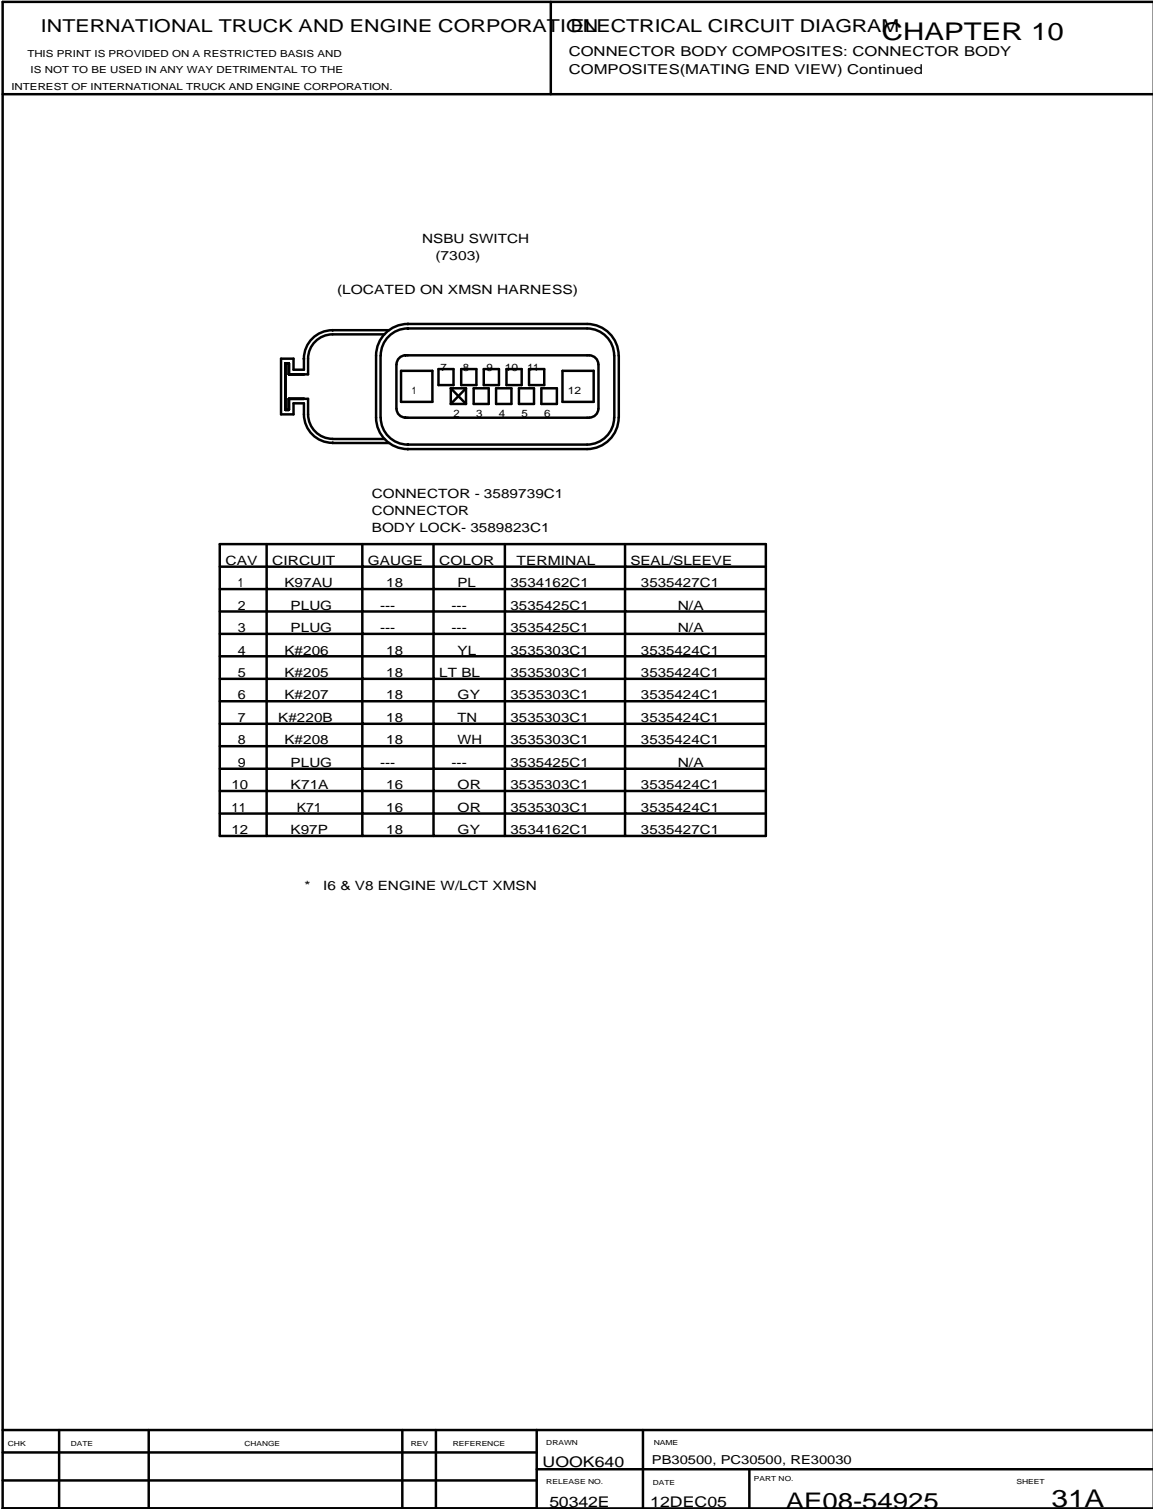 INTERNATIONAL TRUCK AND ENGINE CORPORATION
THIS PRINT IS PROVIDED ON A RESTRICTED BASIS AND
IS NOT TO BE USED IN ANY WAY DETRIMENTAL TO THE
INTEREST OF INTERNATIONAL TRUCK AND ENGINE CORPORATION.
ELECTRICAL CIRCUIT DIAGRAM
CHAPTER 10
CONNECTOR BODY COMPOSITES: CONNECTOR BODY
COMPOSITES(MATING END VIEW) Continued
NSBU SWITCH
(7303)
(LOCATED ON XMSN HARNESS)
7 8 9 10 11
1 12
2 3 4 5 6
CONNECTOR - 3589739C1
CONNECTOR
BODY LOCK- 3589823C1
CAV CIRCUIT GAUGE COLOR TERMINAL SEAL/SLEEVE
1 K97AU 18 PL 3534162C1 3535427C1
2 PLUG --- --- 3535425C1 N/A
3 PLUG --- --- 3535425C1 N/A
4 K#206 18 YL 3535303C1 3535424C1
5 K#205 18 LT BL 3535303C1 3535424C1
6 K#207 18 GY 3535303C1 3535424C1
7 K#220B 18 TN 3535303C1 3535424C1
8 K#208 18 WH 3535303C1 3535424C1
9 PLUG --- --- 3535425C1 N/A
10 K71A 16 OR 3535303C1 3535424C1
11 K71 16 OR 3535303C1 3535424C1
12 K97P 18 GY 3534162C1 3535427C1
* I6 & V8 ENGINE W/LCT XMSN
CHK DATE CHANGE REV REFERENCE
DRAWN
UOOK640
NAME
PB30500, PC30500, RE30030
RELEASE NO.
50342E
DATE
12DEC05
PART NO.
AE08-54925
SHEET
31A